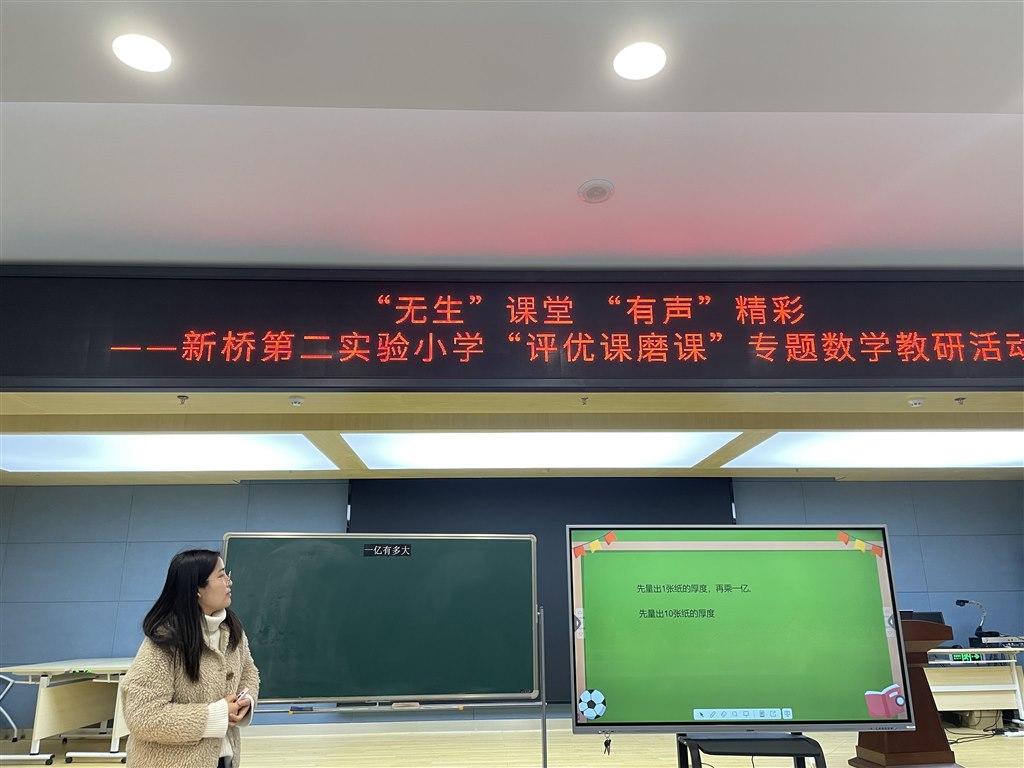 “无生”课堂 “有声”精彩
——新桥第二实验小学“评优课磨课”专题数学教研活动
一亿有多大
先量出1张纸的厚度，再乘一亿。
先量出10张纸的厚度